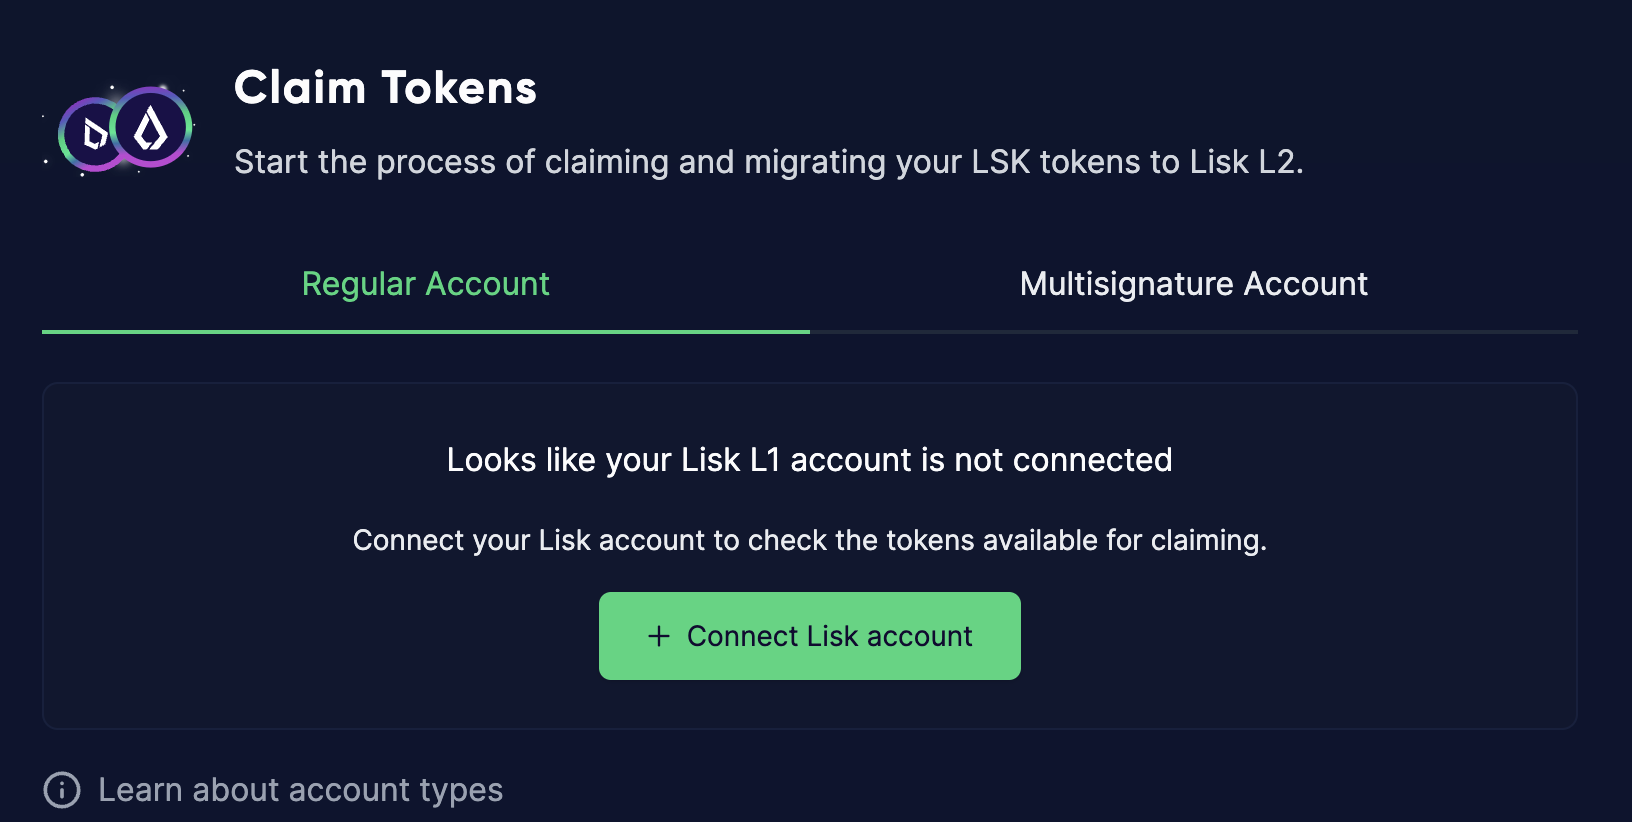 Claim Tokens
Start the process of claiming and migrating your LSK tokens to Lisk L2.
Regular Account
Multisignature Account
Looks like your Lisk L1 account is not connected
Connect your Lisk account to check the tokens available for claiming.
+ Connect Lisk account
Learn about account types